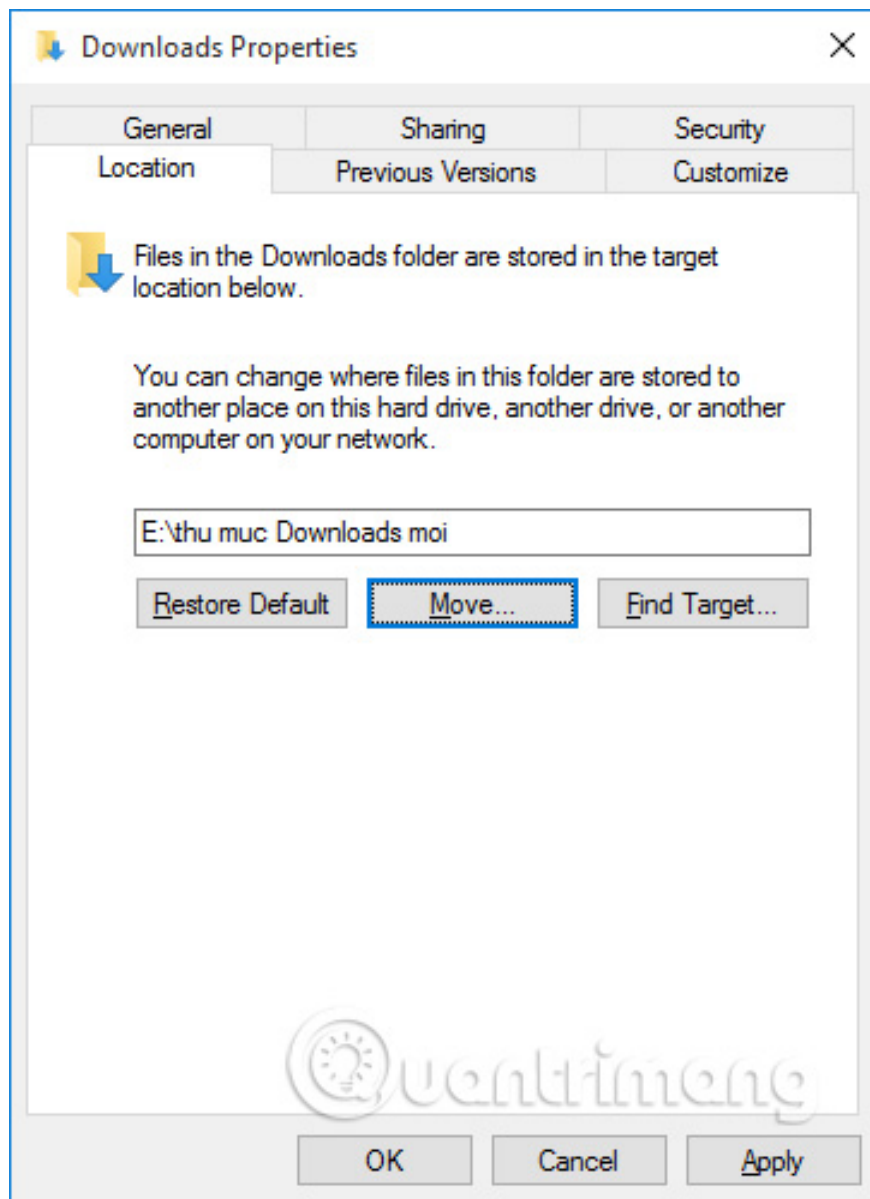 Downloads Properties
General Sharing Security
Location Previous Versions Customize
Files in the Downloads folder are stored in the target
location below.
You can change where files in this folder are stored to
another place on this hard drive, another drive, or another
computer on your network.
E:\thu muc Downloads moi
Restore Default Move... Find Target...
Quantrimang
OK Cancel Apply